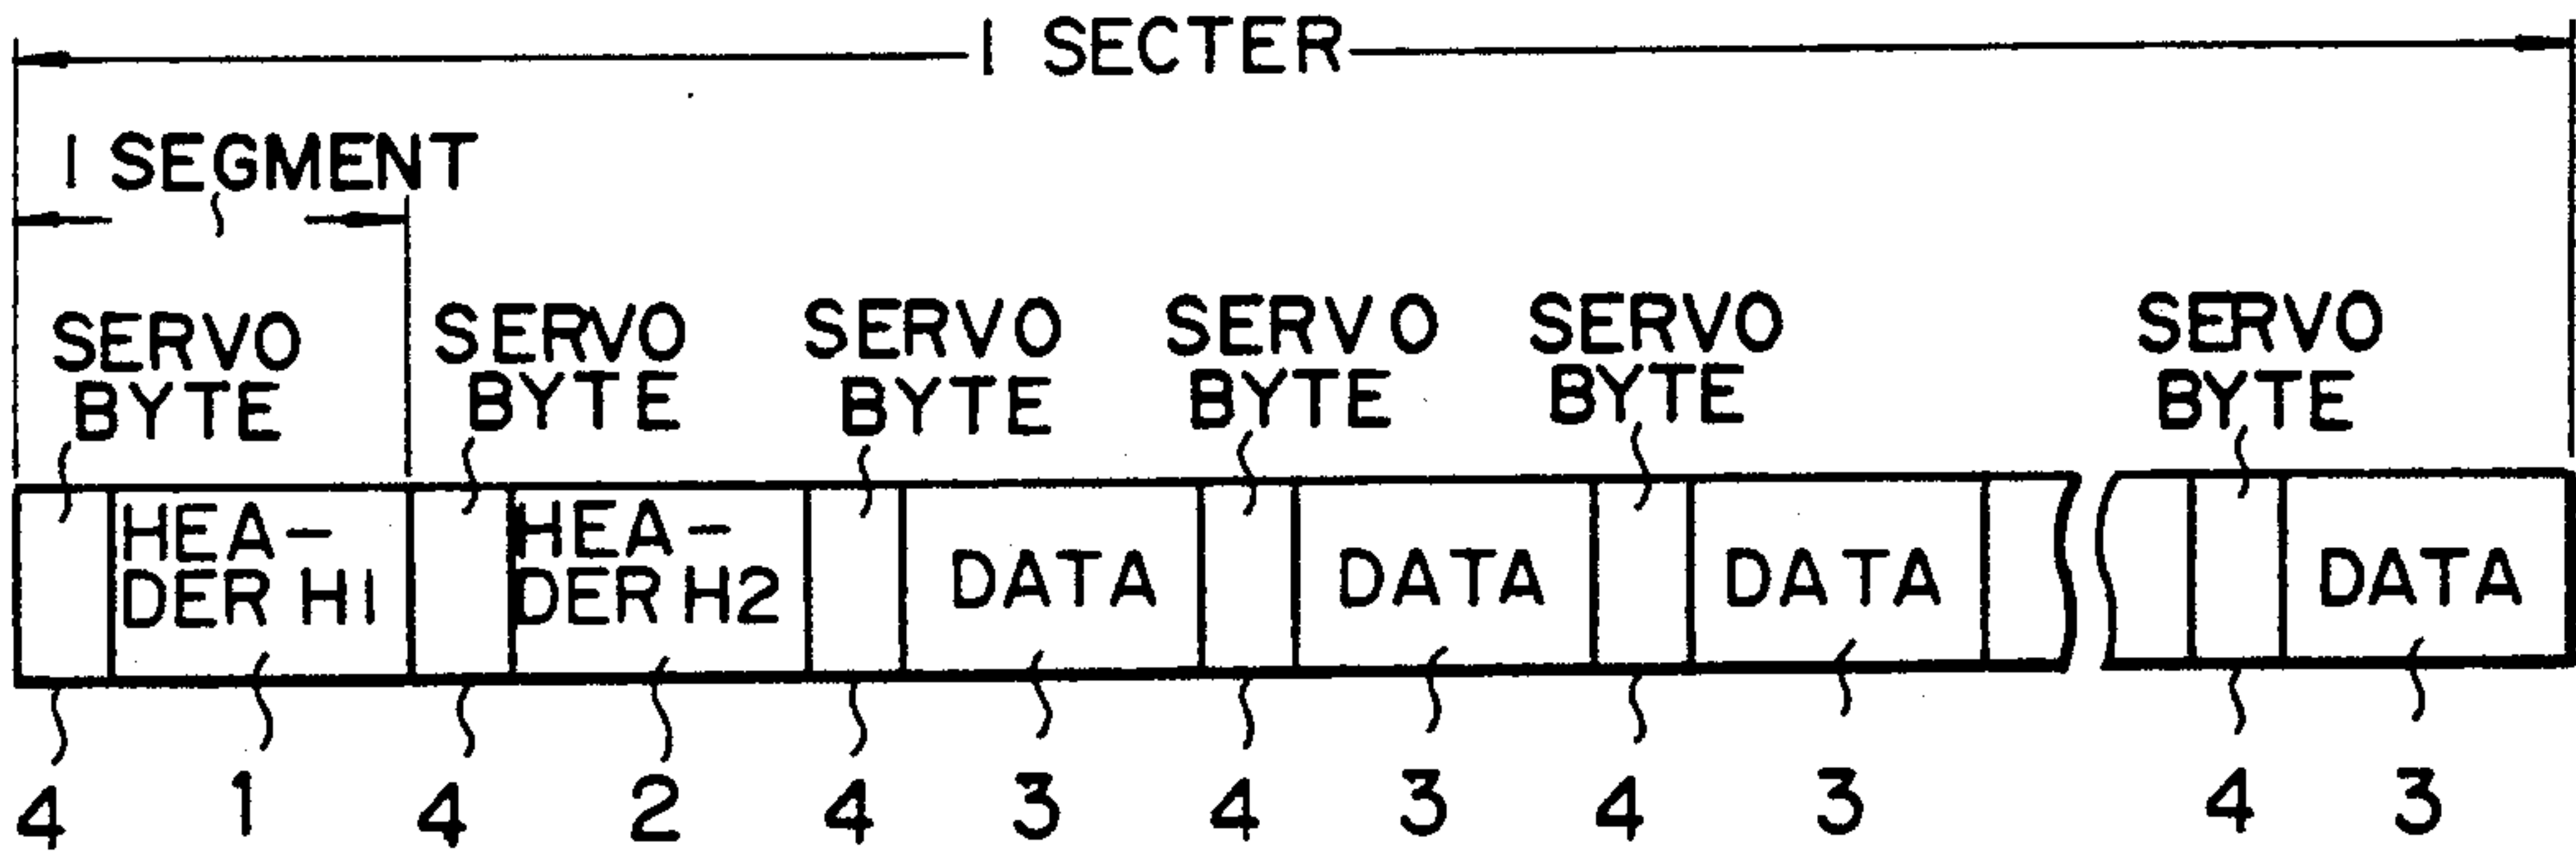 1 SECTER
1 SEGMENT
SERVO BYTE
SERVO BYTE
SERVO BYTE
SERVO BYTE
SERVO BYTE
SERVO BYTE
HEA-
DER H1
HEA-
DER H2
DATA
DATA
DATA
DATA
4 1 4 2 4 3 4 3 4 3 4 3